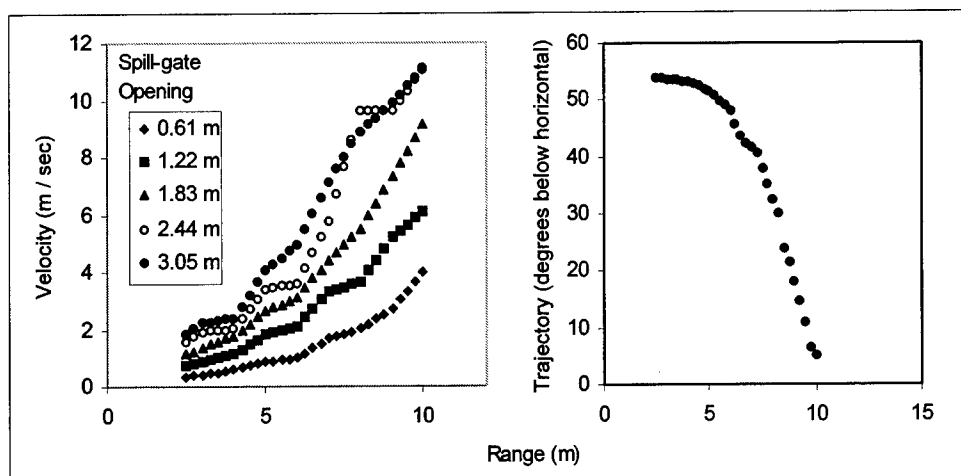 Velocity (m / sec)
12
10
8
6
4
2
0
0
5
10
Spill-gate
Opening
0.61 m
1.22 m
1.83 m
2.44 m
3.05 m
Trajectory (degrees below horizontal)
60
50
40
30
20
10
0
0
5
10
15
Range (m)